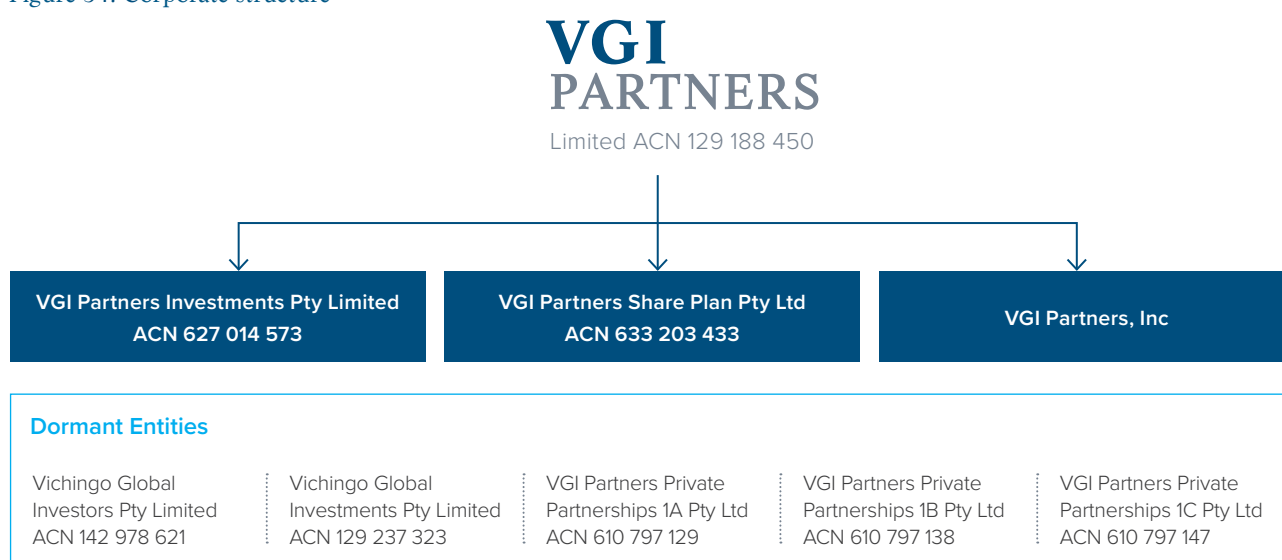 Figure 34: Corporate structure
VGI
PARTNERS
Limited ACN 129 188 450
VGI Partners Investments Pty Limited
ACN 627 014 573
VGI Partners Share Plan Pty Ltd
ACN 633 203 433
VGI Partners, Inc
Dormant Entities
Vichingo Global
Investors Pty Limited
ACN 142 978 621
Vichingo Global
Investments Pty Limited
ACN 129 237 323
VGI Partners Private
Partnerships 1A Pty Ltd
ACN 610 797 129
VGI Partners Private
Partnerships 1B Pty Ltd
ACN 610 797 138
VGI Partners Private
Partnerships 1C Pty Ltd
ACN 610 797 147